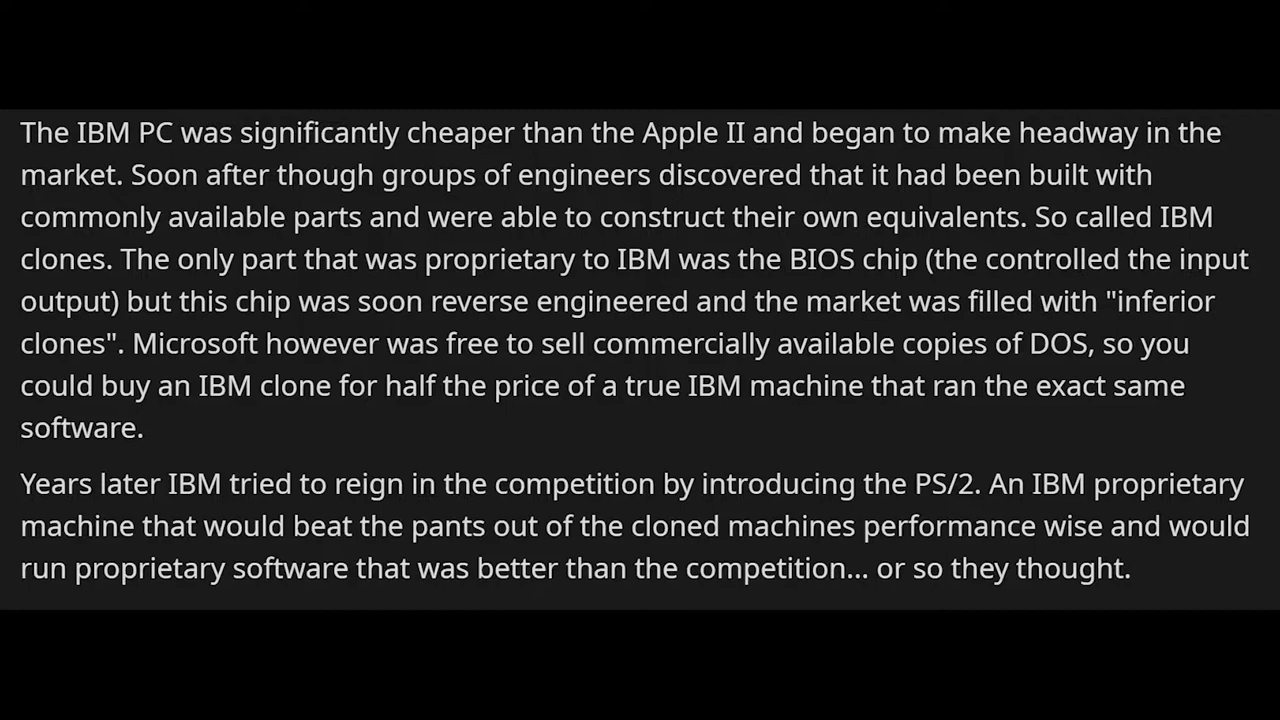 The IBM PC was significantly cheaper than the Apple II and began to make headway in the
market. Soon after though groups of engineers discovered that it had been built with
commonly available parts and were able to construct their own equivalents. So called IBM
clones. The only part that was proprietary to IBM was the BIOS chip (the controlled the input
output) but this chip was soon reverse engineered and the market was filled with "inferior
clones". Microsoft however was free to sell commercially available copies of DOS, so you
could buy an IBM clone for half the price of a true IBM machine that ran the exact same
software.
Years later IBM tried to reign in the competition by introducing the PS/2. An IBM proprietary
machine that would beat the pants out of the cloned machines performance wise and would
run proprietary software that was better than the competition... or so they thought.